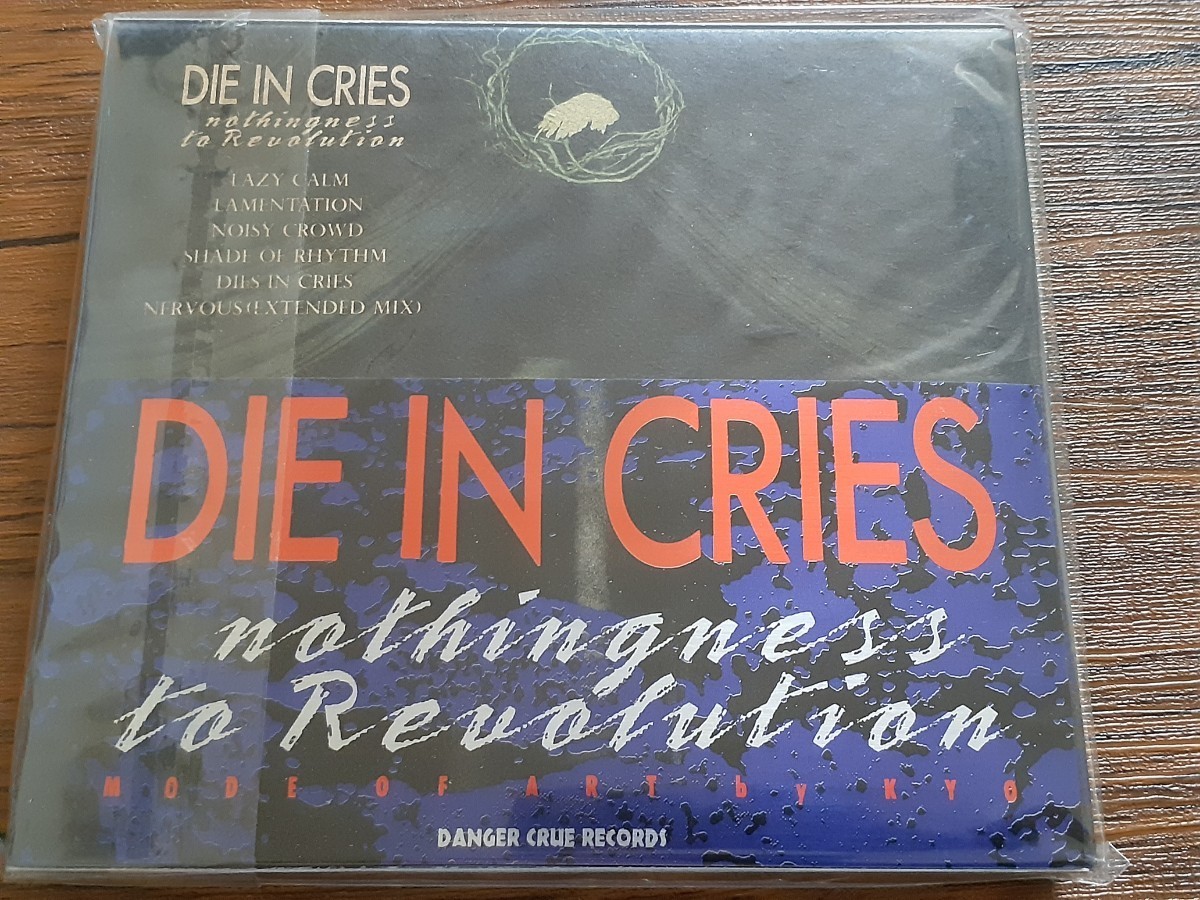 DIE IN CRIES
nothingness
to Revolution
LAZY CALM
LAMENTATION
NOISY CROWD
SHADE OF RHYTHM
DIES IN CRIES
NERVOUS(EXTENDED MIX)
DIE IN CRIES
nothingness
to Revolution
MODE OF ART by KYO
DANGER CRUE RECORDS